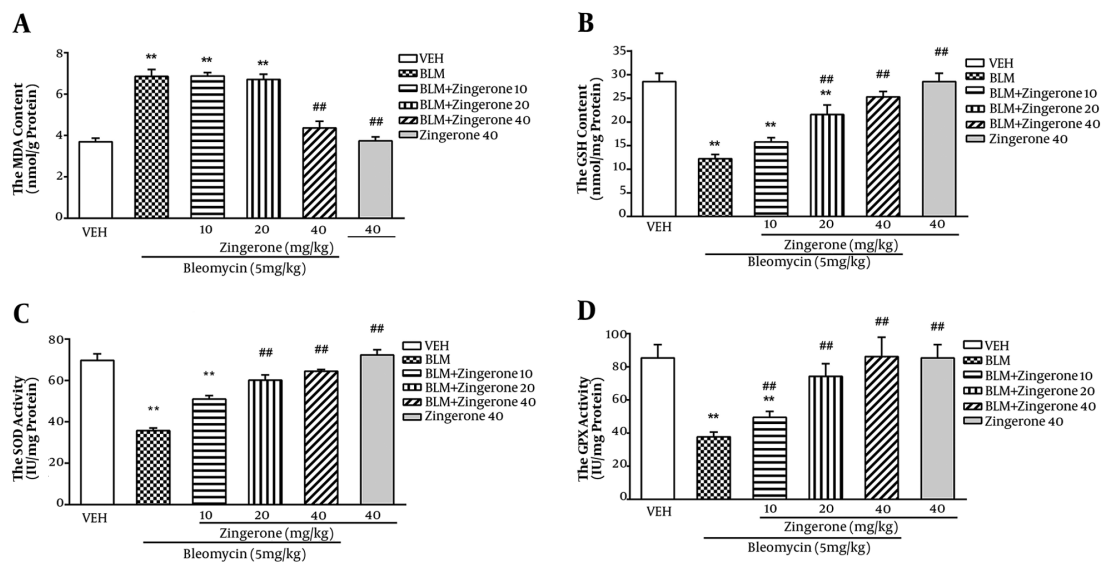 A
The MDA Content
(nmol/g Protein)
8
6
4
2
0
**
**
**
##
##
VEH
BLM
BLM+Zingerone 10
BLM+Zingerone 20
BLM+Zingerone 40
Zingerone 40
VEH
10
20
40
40
Zingerone (mg/kg)
Bleomycin (5mg/kg)
B
The GSH Content
(nmol/mg Protein)
35
30
25
20
15
10
5
0
**
**
##
**
##
##
VEH
BLM
BLM+Zingerone 10
BLM+Zingerone 20
BLM+Zingerone 40
Zingerone 40
VEH
10
20
40
40
Zingerone (mg/kg)
Bleomycin (5mg/kg)
C
The SOD Activity
(IU/mg Protein)
80
60
40
20
0
**
**
##
##
##
VEH
BLM
BLM+Zingerone 10
BLM+Zingerone 20
BLM+Zingerone 40
Zingerone 40
VEH
10
20
40
40
Zingerone (mg/kg)
Bleomycin (5mg/kg)
D
The GPX Activity
(IU/mg Protein)
100
80
60
40
20
0
**
##
**
##
##
##
VEH
BLM
BLM+Zingerone 10
BLM+Zingerone 20
BLM+Zingerone 40
Zingerone 40
VEH
10
20
40
40
Zingerone (mg/kg)
Bleomycin (5mg/kg)